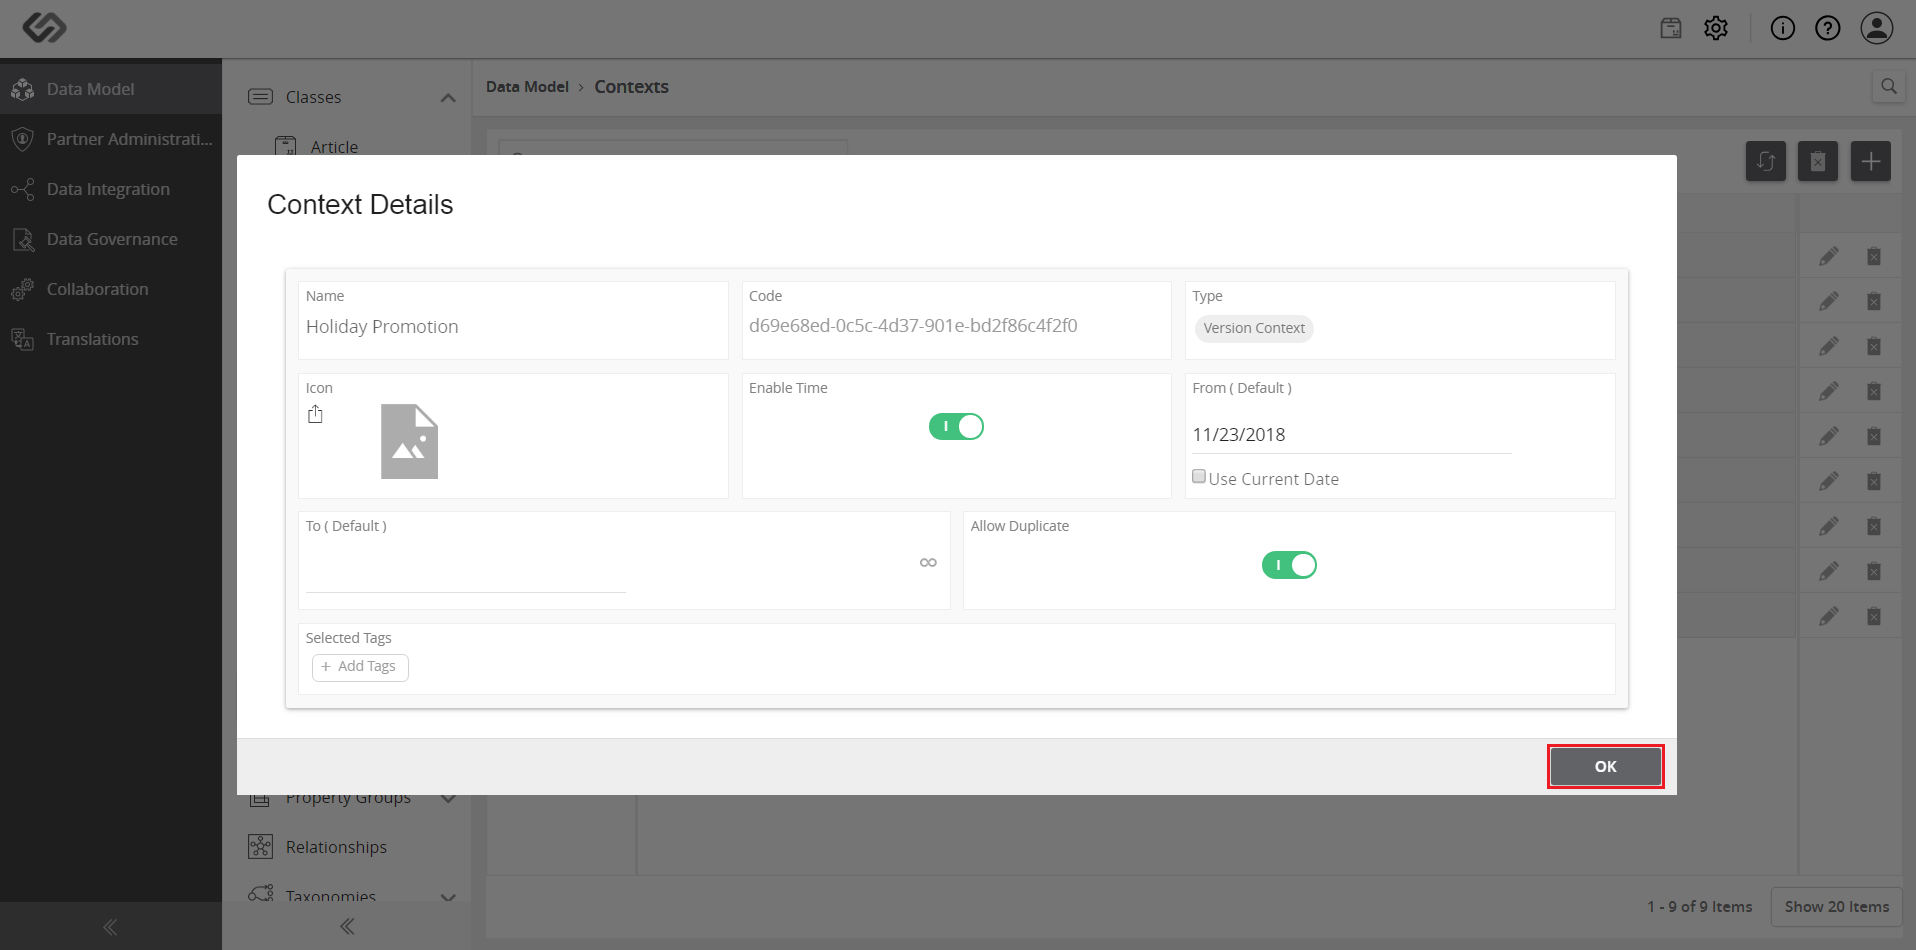 Data Model
Partner Administrati...
Data Integration
Data Governance
Collaboration
Translations
Classes
Article
Property Groups
Relationships
Taxonomies
Data Model › Contexts
Context Details
Name
Holiday Promotion
Code
d69e68ed-0c5c-4d37-901e-bd2f86c4f2f0
Type
Version Context
Icon
Enable Time
From ( Default )
11/23/2018
Use Current Date
To ( Default )
∞
Allow Duplicate
Selected Tags
+ Add Tags
OK
1 - 9 of 9 Items
Show 20 Items